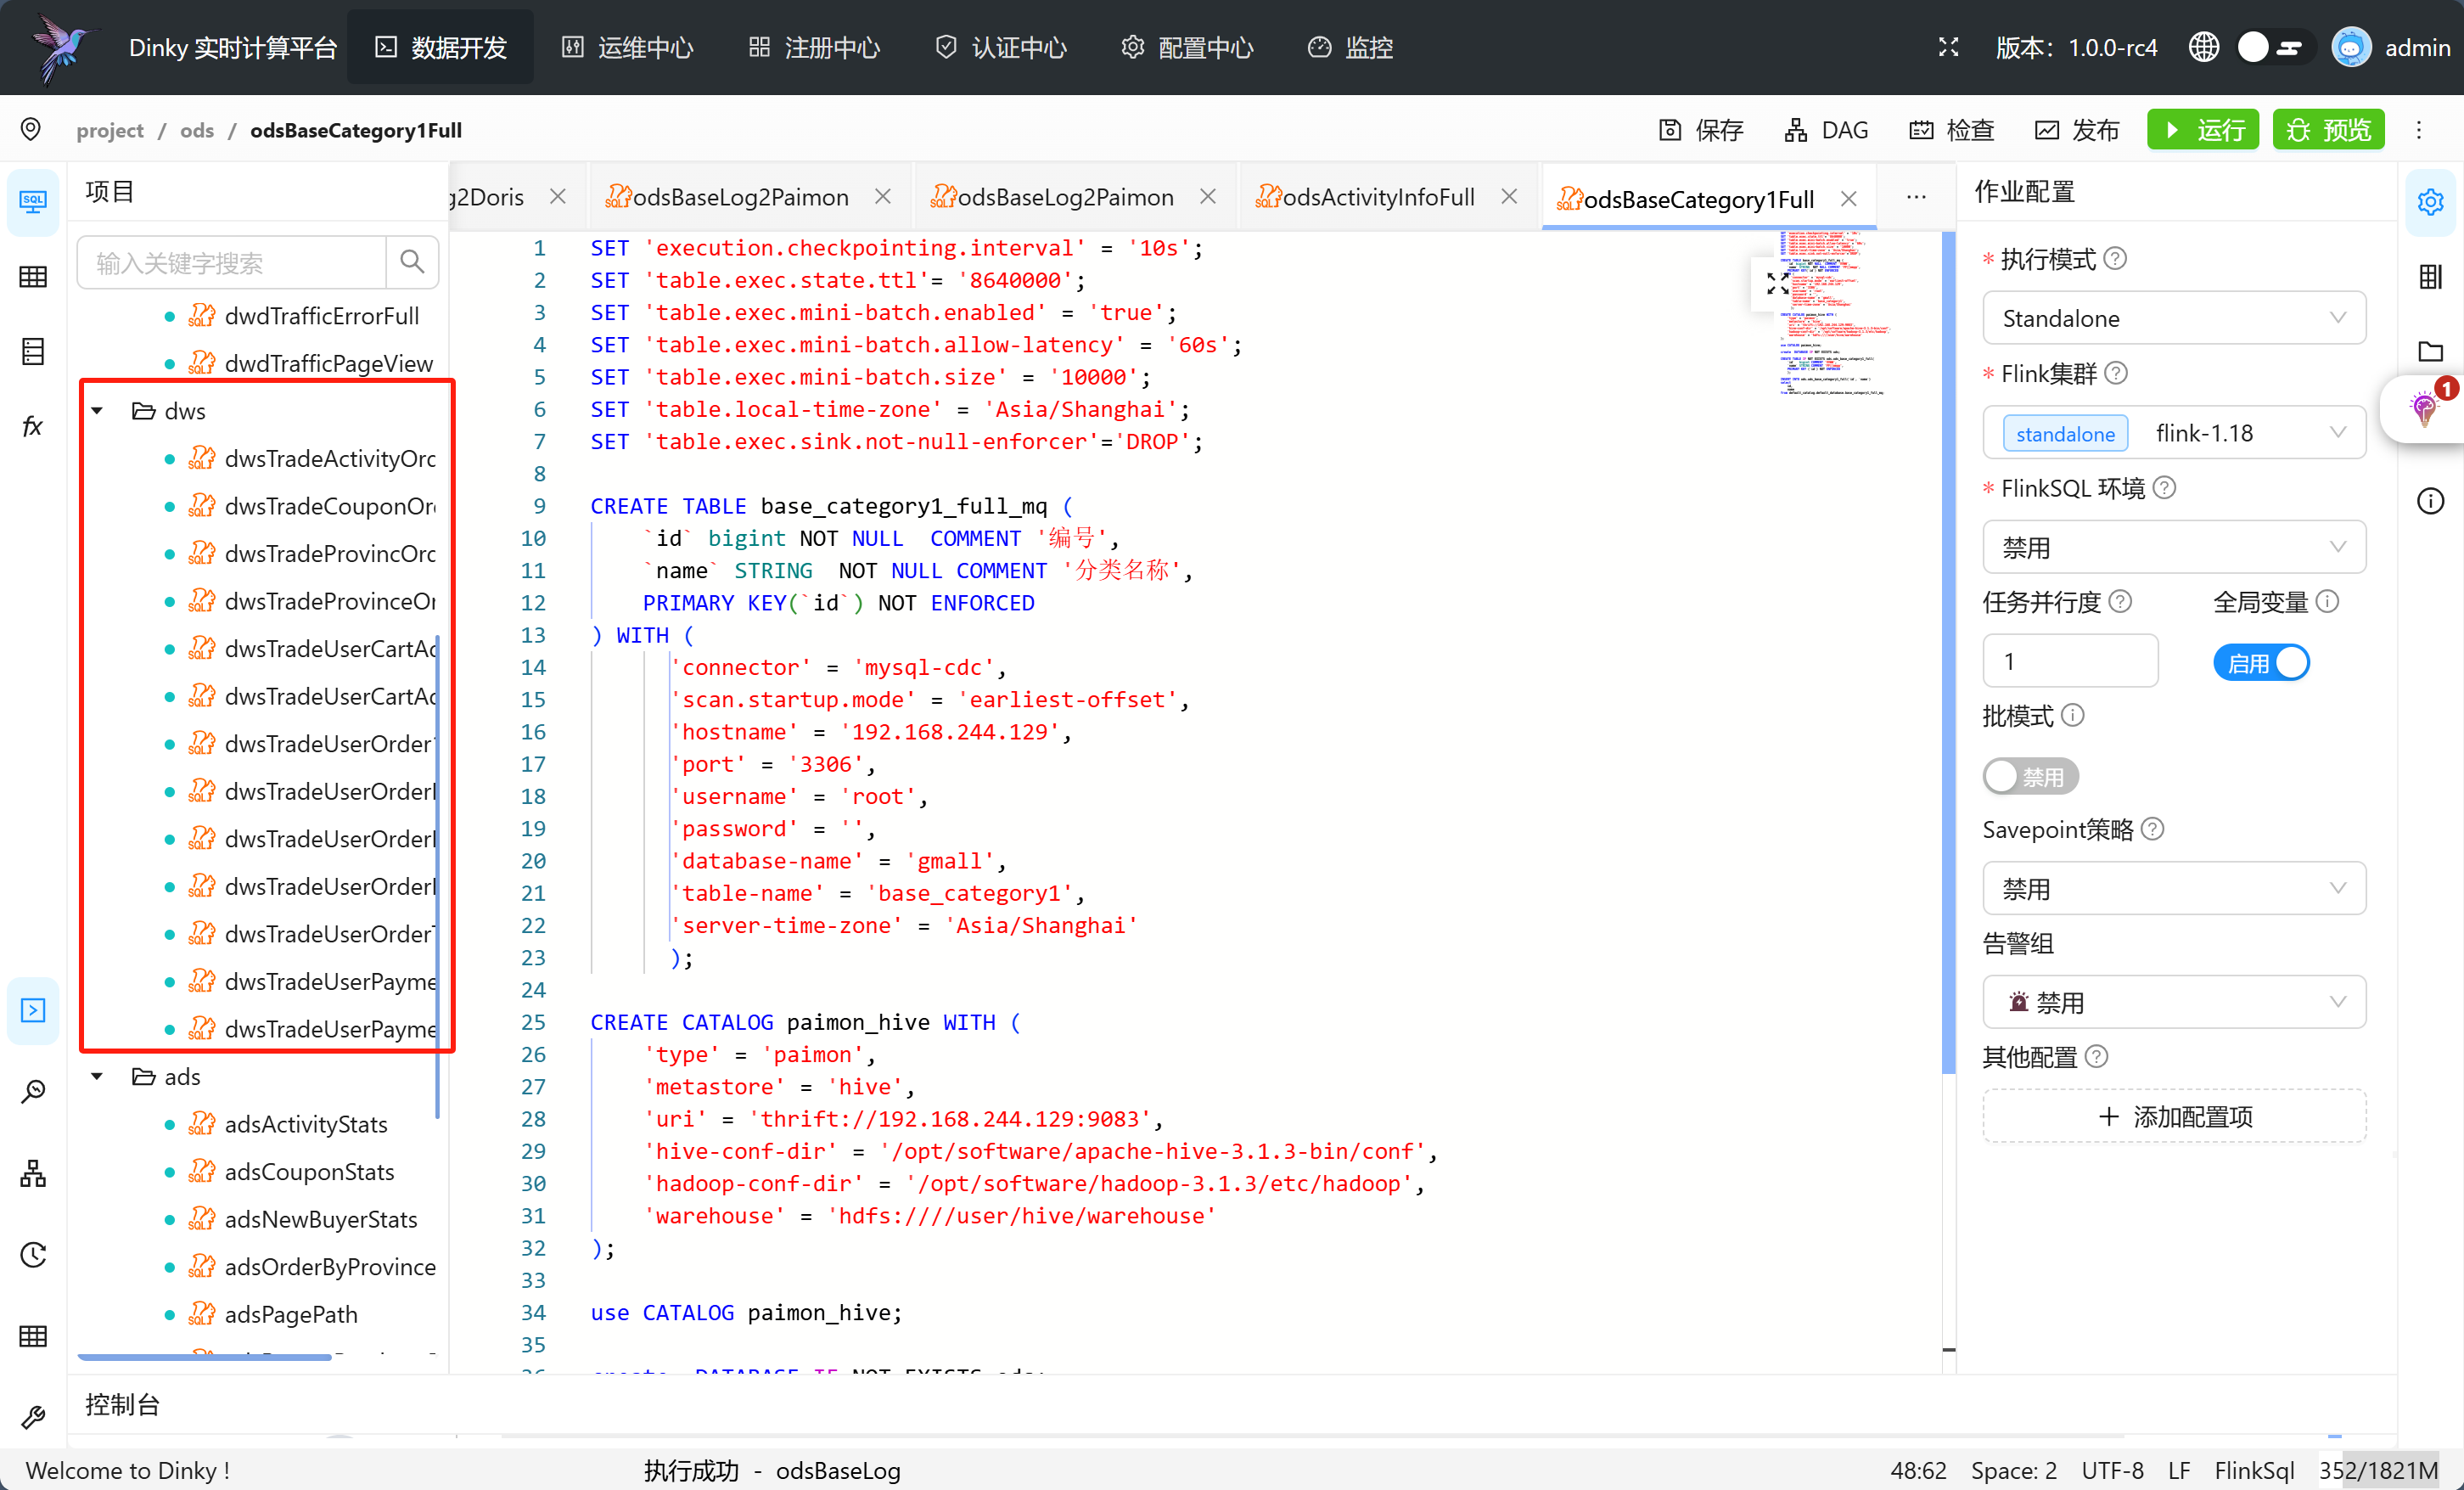 Dinky 实时计算平台
数据开发
运维中心
注册中心
认证中心
配置中心
监控
版本：1.0.0-rc4
admin
project / ods / odsBaseCategory1Full
保存
DAG
检查
发布
运行
预览
项目
g2Doris
odsBaseLog2Paimon
odsBaseLog2Paimon
odsActivityInfoFull
odsBaseCategory1Full
输入关键字搜索
dwdTrafficErrorFull
dwdTrafficPageView
dws
dwsTradeActivityOrd
dwsTradeCouponOr
dwsTradeProvincOrd
dwsTradeProvinceOr
dwsTradeUserCartAd
dwsTradeUserCartAd
dwsTradeUserOrder
dwsTradeUserOrder
dwsTradeUserOrder
dwsTradeUserOrder
dwsTradeUserOrder
dwsTradeUserPayme
dwsTradeUserPayme
ads
adsActivityStats
adsCouponStats
adsNewBuyerStats
adsOrderByProvince
adsPagePath
1 SET 'execution.checkpointing.interval' = '10s';
2 SET 'table.exec.state.ttl'= '8640000';
3 SET 'table.exec.mini-batch.enabled' = 'true';
4 SET 'table.exec.mini-batch.allow-latency' = '60s';
5 SET 'table.exec.mini-batch.size' = '10000';
6 SET 'table.local-time-zone' = 'Asia/Shanghai';
7 SET 'table.exec.sink.not-null-enforcer'='DROP';
8
9 CREATE TABLE base_category1_full_mq (
10 `id` bigint NOT NULL  COMMENT '编号',
11 `name` STRING  NOT NULL COMMENT '分类名称',
12 PRIMARY KEY(`id`) NOT ENFORCED
13 ) WITH (
14 'connector' = 'mysql-cdc',
15 'scan.startup.mode' = 'earliest-offset',
16 'hostname' = '192.168.244.129',
17 'port' = '3306',
18 'username' = 'root',
19 'password' = '',
20 'database-name' = 'gmall',
21 'table-name' = 'base_category1',
22 'server-time-zone' = 'Asia/Shanghai'
23 );
24
25 CREATE CATALOG paimon_hive WITH (
26 'type' = 'paimon',
27 'metastore' = 'hive',
28 'uri' = 'thrift://192.168.244.129:9083',
29 'hive-conf-dir' = '/opt/software/apache-hive-3.1.3-bin/conf',
30 'hadoop-conf-dir' = '/opt/software/hadoop-3.1.3/etc/hadoop',
31 'warehouse' = 'hdfs:////user/hive/warehouse'
32 );
33
34 use CATALOG paimon_hive;
35
作业配置
* 执行模式
Standalone
* Flink集群
standalone flink-1.18
* FlinkSQL 环境
禁用
任务并行度
全局变量
1
启用
批模式
禁用
Savepoint策略
禁用
告警组
禁用
其他配置
添加配置项
1
控制台
Welcome to Dinky !
执行成功 - odsBaseLog
48:62
Space: 2
UTF-8
LF
FlinkSql
352/1821M